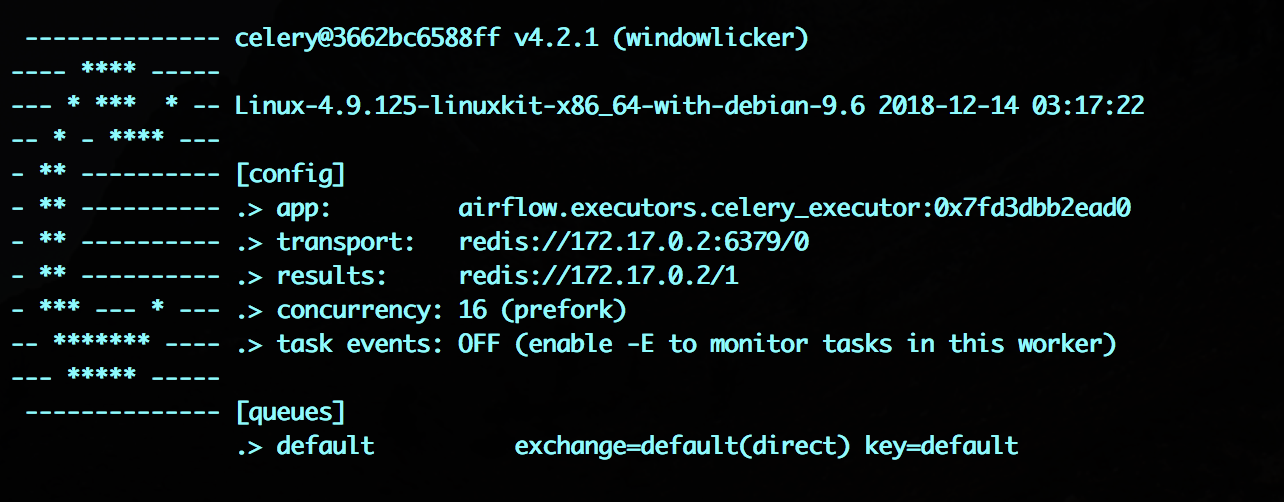 -------------- celery@3662bc6588ff v4.2.1 (windowlicker)
---- **** -----
--- * ***  * -- Linux-4.9.125-linuxkit-x86_64-with-debian-9.6 2018-12-14 03:17:22
-- * - **** ---
- ** ---------- [config]
- ** ---------- .> app:         airflow.executors.celery_executor:0x7fd3dbb2ead0
- ** ---------- .> transport:   redis://172.17.0.2:6379/0
- ** ---------- .> results:     redis://172.17.0.2/1
- *** --- * --- .> concurrency: 16 (prefork)
-- ******* ---- .> task events: OFF (enable -E to monitor tasks in this worker)
--- ***** -----
 -------------- [queues]
                .> default          exchange=default(direct) key=default